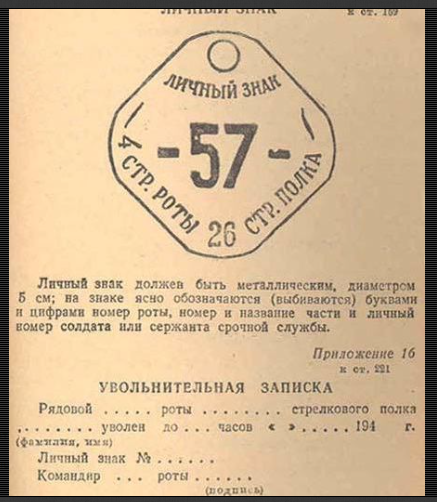 ЛИЧНЫЙ ЗНАК
к ст. 169
ЛИЧНЫЙ ЗНАК
- 57 -
4 СТР. РОТЫ 26 СТР. ПОЛКА
Личный знак должен быть металлическим, диаметром
5 см; на знаке ясно обозначаются (выбиваются) буквами
и цифрами номер роты, номер и название части и личный
номер солдата или сержанта срочной службы.
Приложение 16
к ст. 221
УВОЛЬНИТЕЛЬНАЯ ЗАПИСКА
Рядовой ..... роты ........ стрелкового полка
........ уволен до ... часов « » ..... 194 г.
(фамилия, имя)
Личный знак № ......
Командир ... роты ......
(подпись)